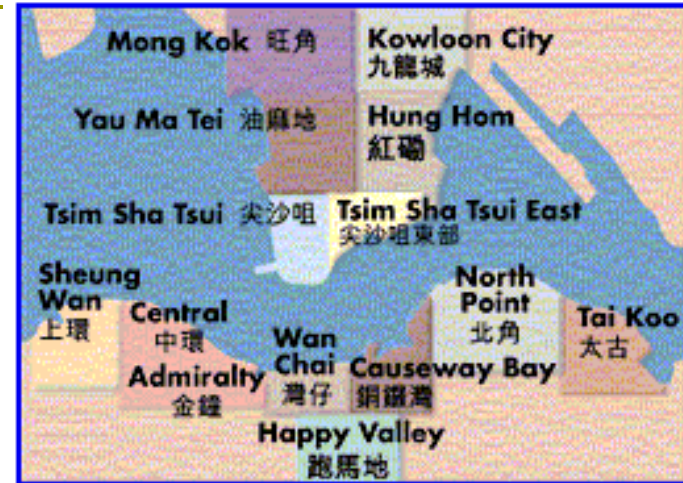 Mong Kok 旺角
Kowloon City
九龍城
Yau Ma Tei 油麻地
Hung Hom
紅磡
Tsim Sha Tsui 尖沙咀
Tsim Sha Tsui East
尖沙咀東部
Sheung
Wan
上環
Central
中環
Admiralty
金鐘
Wan
Chai
灣仔
Causeway Bay
銅鑼灣
North
Point
北角
Tai Koo
太古
Happy Valley
跑馬地